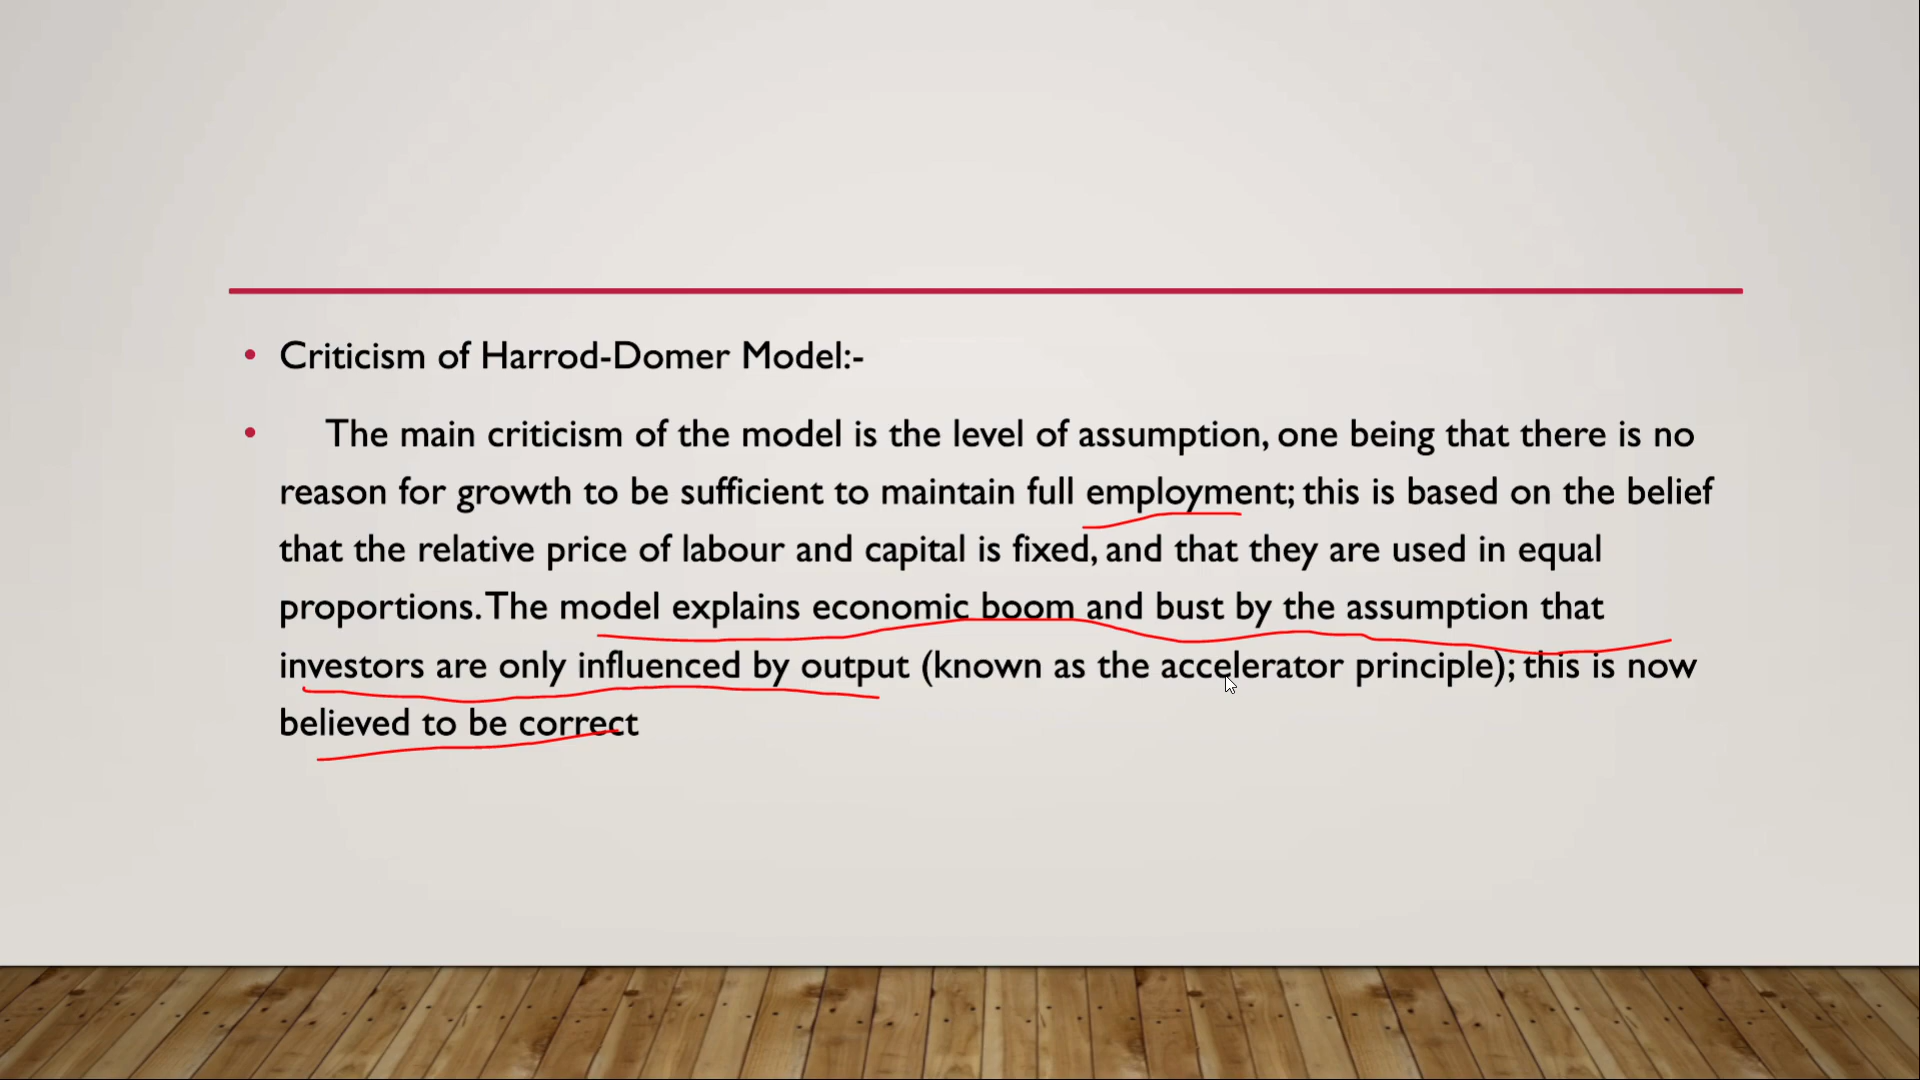 Criticism of Harrod-Domer Model:-
The main criticism of the model is the level of assumption, one being that there is no
reason for growth to be sufficient to maintain full employment; this is based on the belief
that the relative price of labour and capital is fixed, and that they are used in equal
proportions. The model explains economic boom and bust by the assumption that
investors are only influenced by output (known as the accelerator principle); this is now
believed to be correct